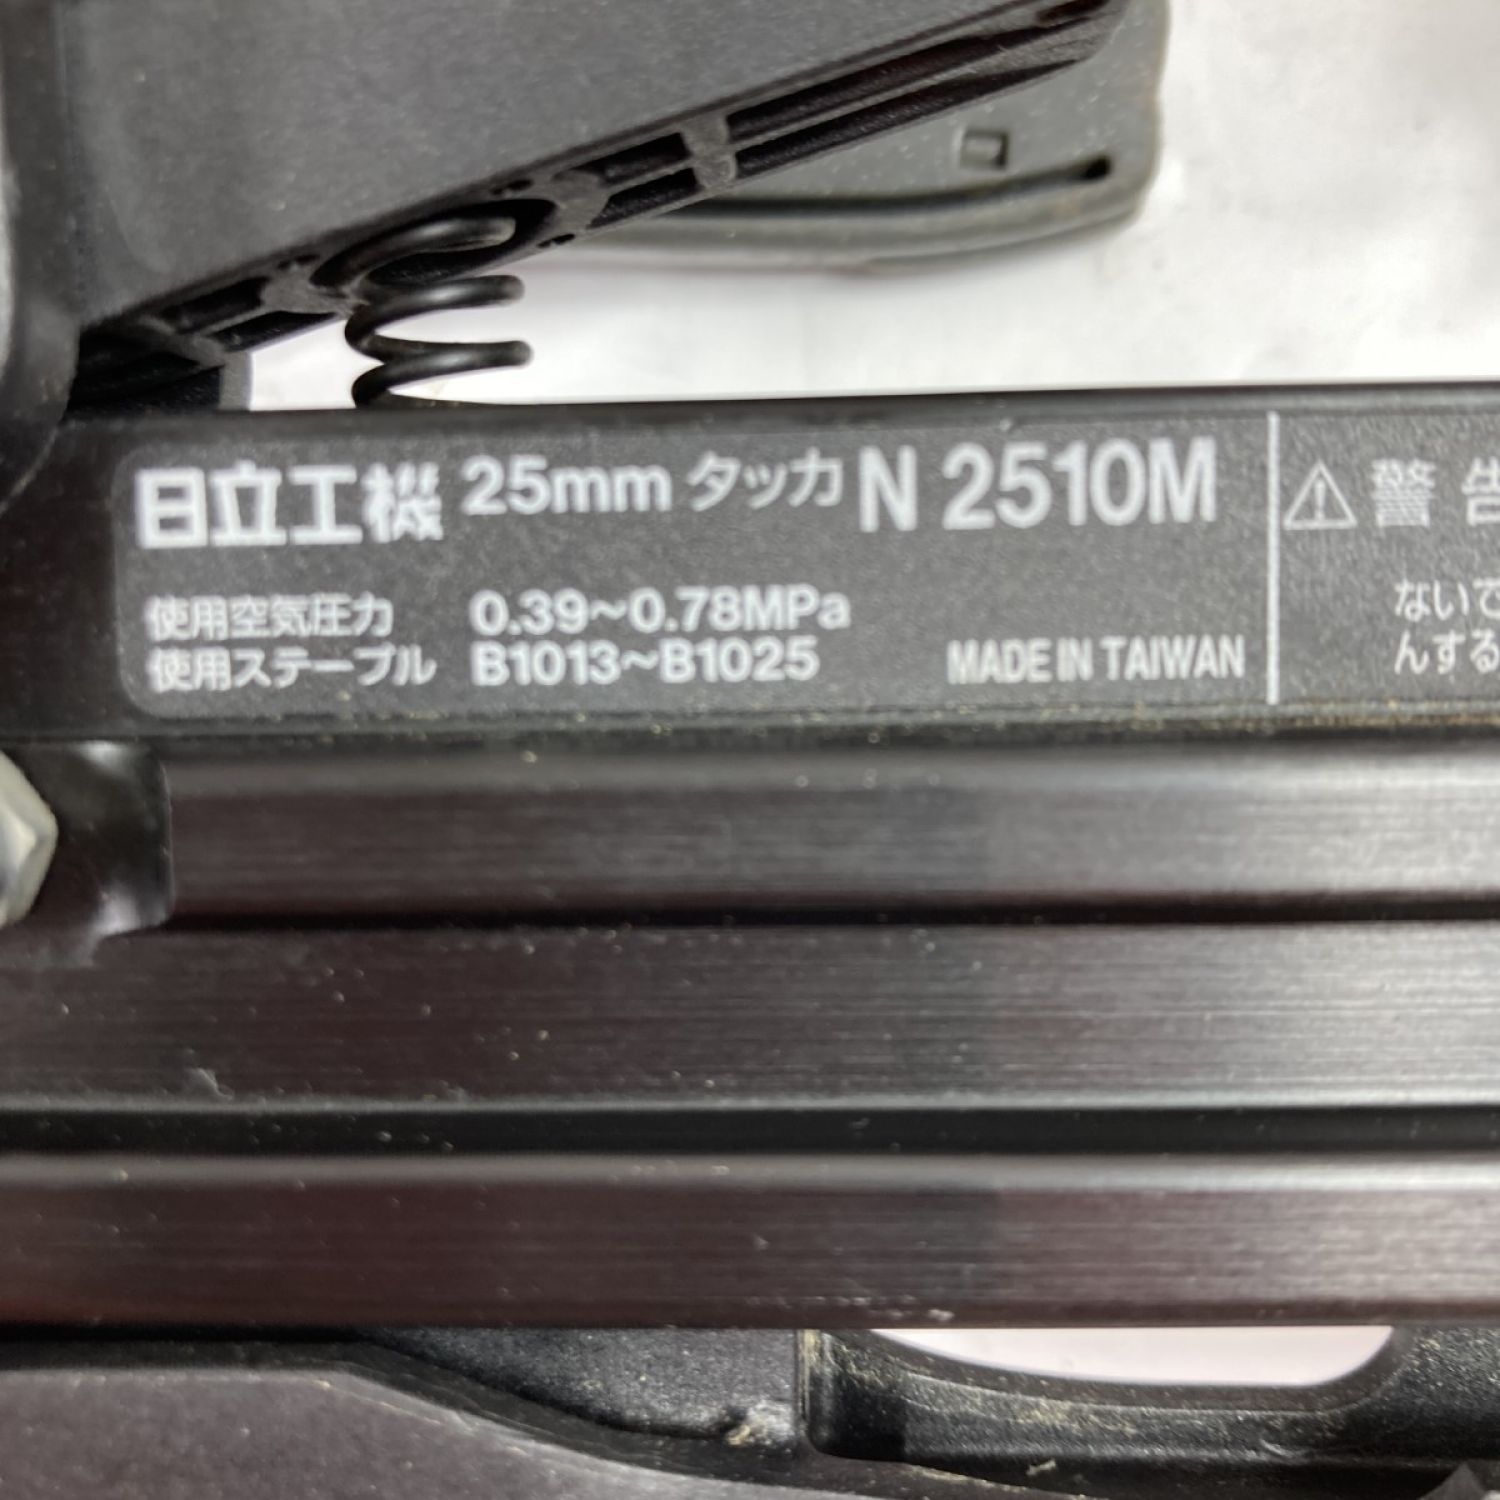 日立工機 25mm タッカ N 2510M
使用空気圧力 0.39~0.78MPa
使用ステープル B1013~B1025
MADE IN TAIWAN
⚠ 警告
ないで
んする